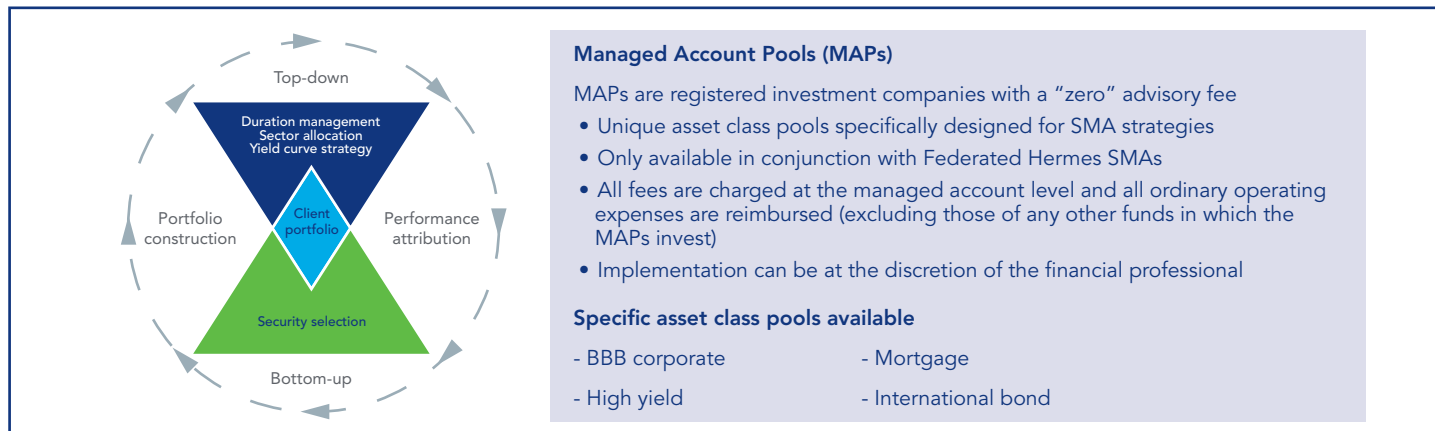 Top-down
Duration management
Sector allocation
Yield curve strategy
Portfolio
construction
Client
portfolio
Performance
attribution
Security selection
Bottom-up
Managed Account Pools (MAPs)
MAPs are registered investment companies with a “zero” advisory fee
• Unique asset class pools specifically designed for SMA strategies
• Only available in conjunction with Federated Hermes SMAs
• All fees are charged at the managed account level and all ordinary operating
expenses are reimbursed (excluding those of any other funds in which the
MAPs invest)
• Implementation can be at the discretion of the financial professional
Specific asset class pools available
- BBB corporate - Mortgage
- High yield - International bond